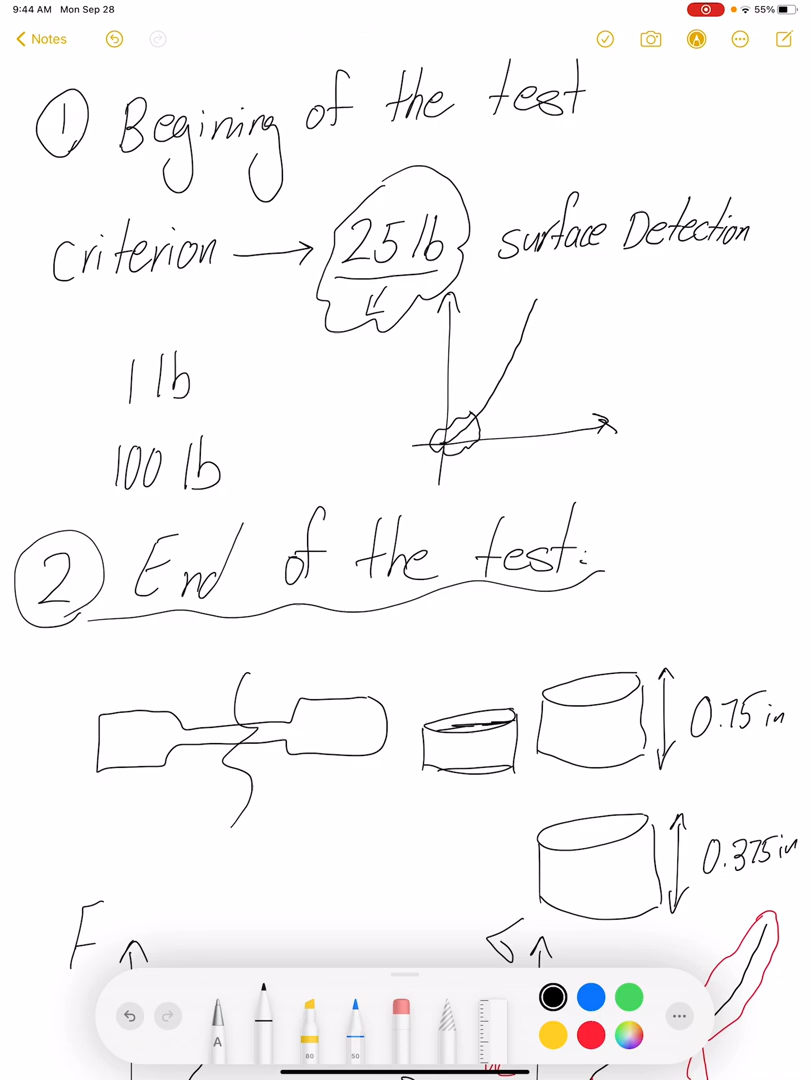 9:44 AM Mon Sep 28 55%
Notes
1 Begining of the test
criterion → 25 lb surface Detection
1 lb
100 lb
2 End of the test:
0.75 in
0.375 in
F σ
A 80 50